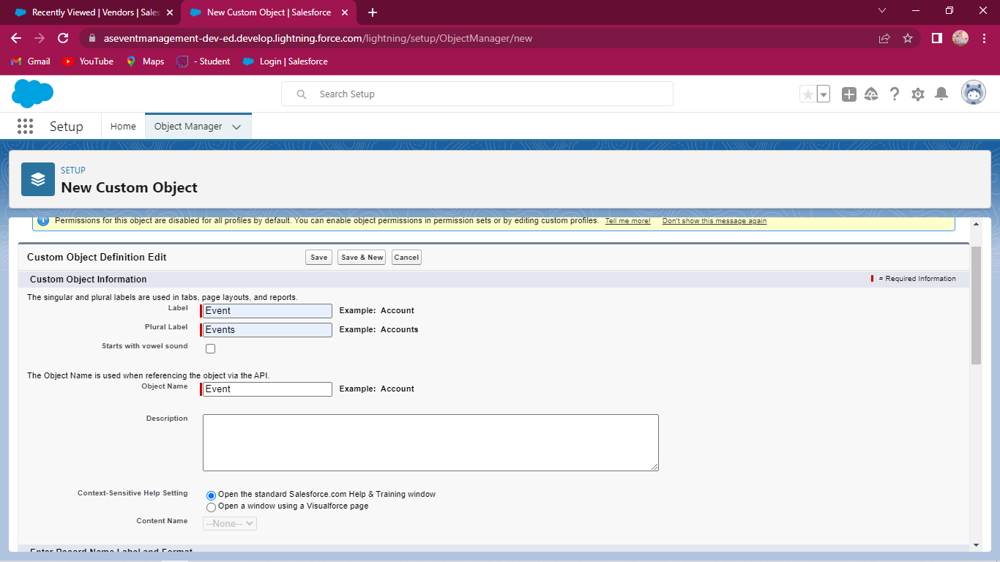 Recently Viewed | Vendors | Sales
New Custom Object | Salesforce
aseventmanagement-dev-ed.develop.lightning.force.com/lightning/setup/ObjectManager/new
Gmail YouTube Maps - Student Login | Salesforce
Search Setup
Setup Home Object Manager
SETUP
New Custom Object
Permissions for this object are disabled for all profiles by default. You can enable object permissions in permission sets or by editing custom profiles. Tell me more! Don't show this message again
Custom Object Definition Edit Save Save & New Cancel
Custom Object Information = Required Information
The singular and plural labels are used in tabs, page layouts, and reports.
Label Event Example: Account
Plural Label Events Example: Accounts
Starts with vowel sound
The Object Name is used when referencing the object via the API.
Object Name Event Example: Account
Description
Context-Sensitive Help Setting Open the standard Salesforce.com Help & Training window
Open a window using a Visualforce page
Content Name --None--
Enter Record Name Label and Format